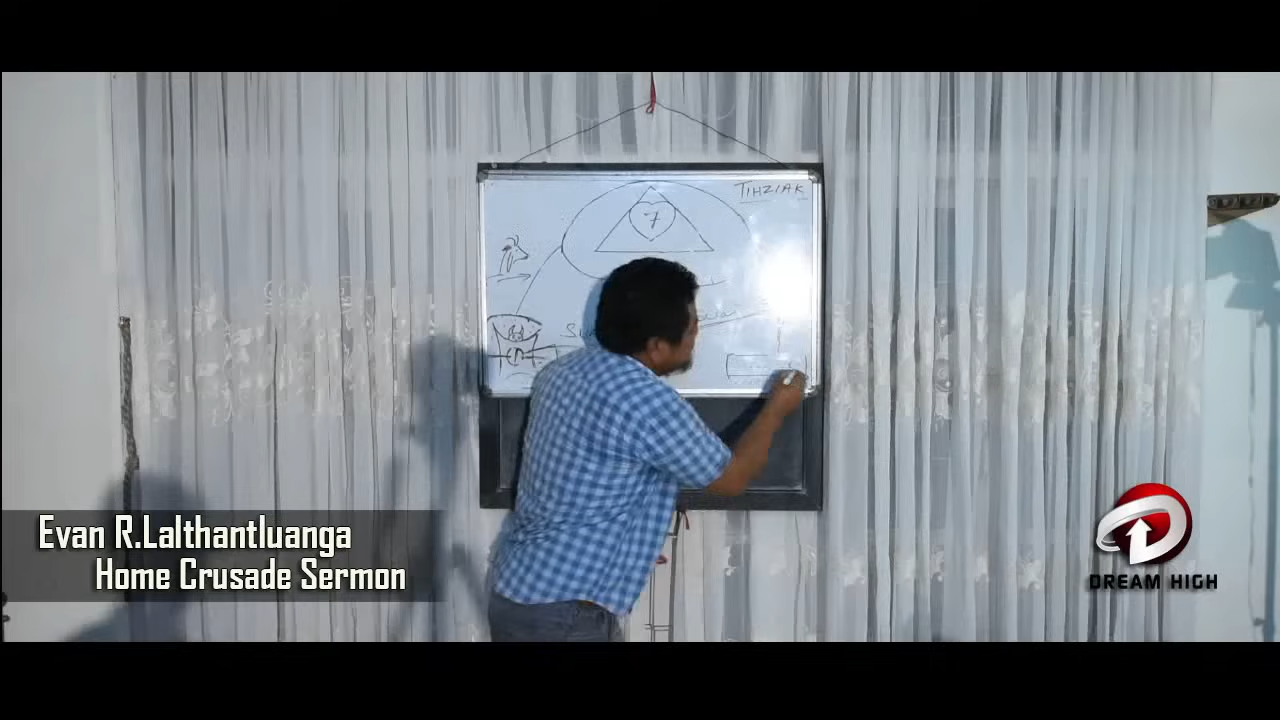 TIHZIAK
7
Evan R.Lalthantluanga
Home Crusade Sermon
DREAM HIGH